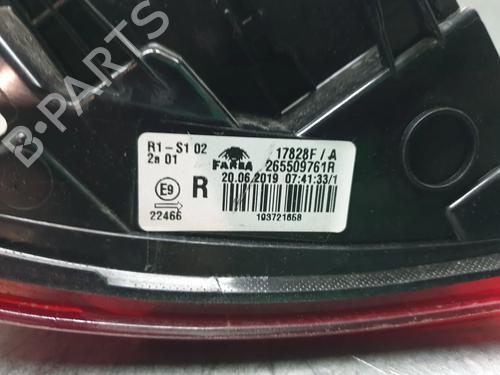 B-PARTS
R1-S1 02
2a 01
FARBA
17828F/A
265509761R
E9
R
20.06.2019 07:41:33/1
22466
193721658